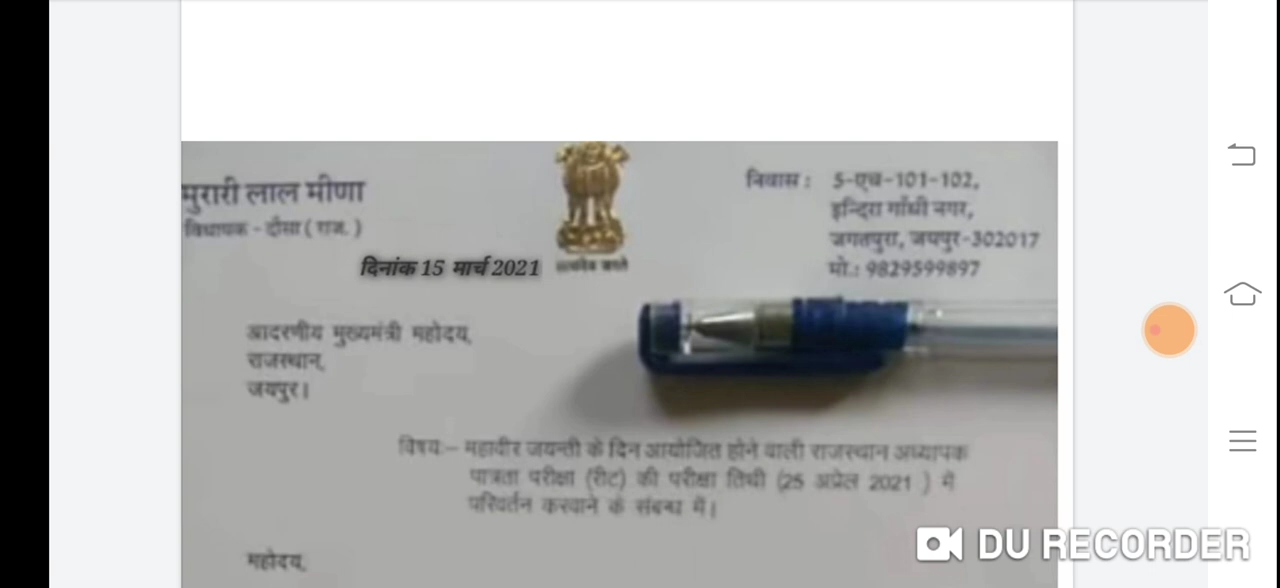 मुरारी लाल मीणा
विधायक - दौसा ( राज. )
निवास : 5-एच-101-102,
इन्दिरा गाँधी नगर,
जगतपुरा, जयपुर-302017
मो.: 9829599897
दिनांक 15 मार्च 2021
सत्यमेव जयते
आदरणीय मुख्यमंत्री महोदय,
राजस्थान,
जयपुर।
विषय:- महावीर जयन्ती के दिन आयोजित होने वाली राजस्थान अध्यापक
पात्रता परीक्षा (रीट) की परीक्षा तिथी (25 अप्रेल 2021 ) में
परिवर्तन करवाने के संबन्ध में।
महोदय,
DU RECORDER